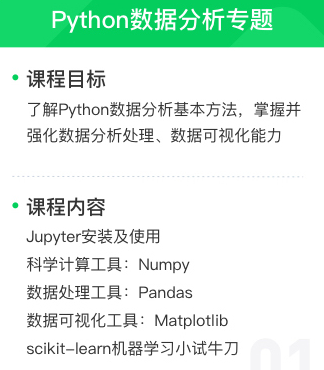 Python数据分析专题
课程目标
了解Python数据分析基本方法，掌握并
强化数据分析处理、数据可视化能力
课程内容
Jupyter安装及使用
科学计算工具：Numpy
数据处理工具：Pandas
数据可视化工具：Matplotlib
scikit-learn机器学习小试牛刀
01